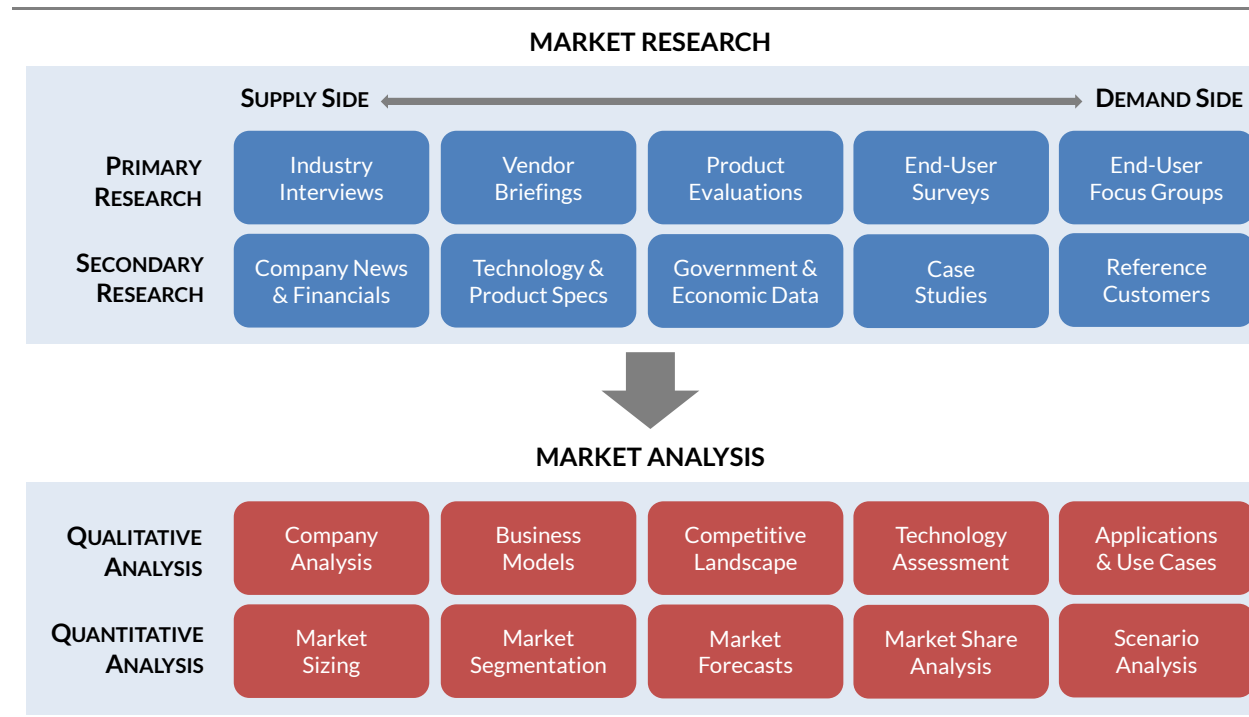 MARKET RESEARCH
SUPPLY SIDE
DEMAND SIDE
PRIMARY
RESEARCH
Industry
Interviews
Vendor
Briefings
Product
Evaluations
End-User
Surveys
End-User
Focus Groups
SECONDARY
RESEARCH
Company News
& Financials
Technology &
Product Specs
Government &
Economic Data
Case
Studies
Reference
Customers
MARKET ANALYSIS
QUALITATIVE
ANALYSIS
Company
Analysis
Business
Models
Competitive
Landscape
Technology
Assessment
Applications
& Use Cases
QUANTITATIVE
ANALYSIS
Market
Sizing
Market
Segmentation
Market
Forecasts
Market Share
Analysis
Scenario
Analysis